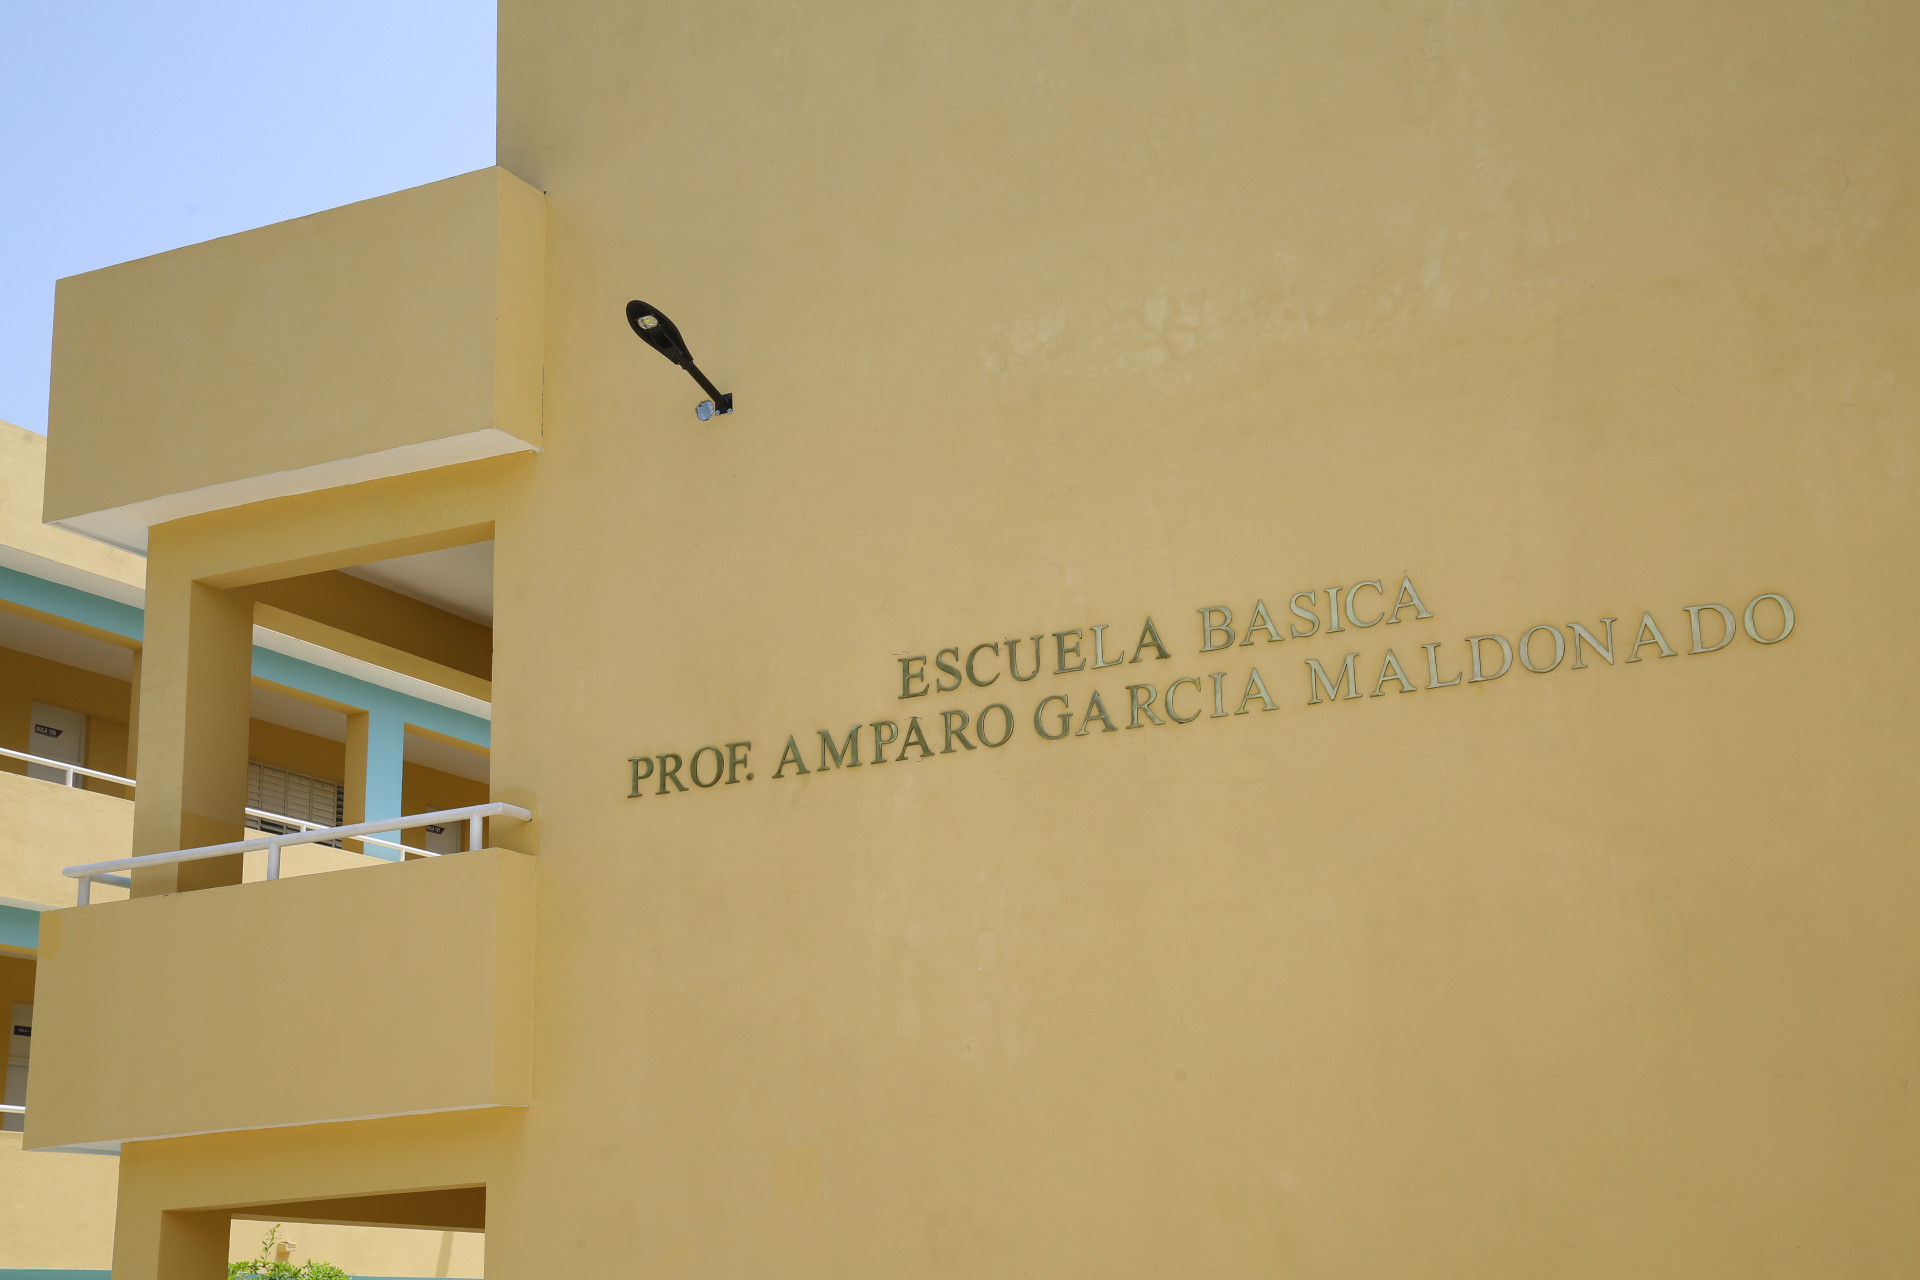 ESCUELA BASICA
PROF. AMPARO GARCIA MALDONADO